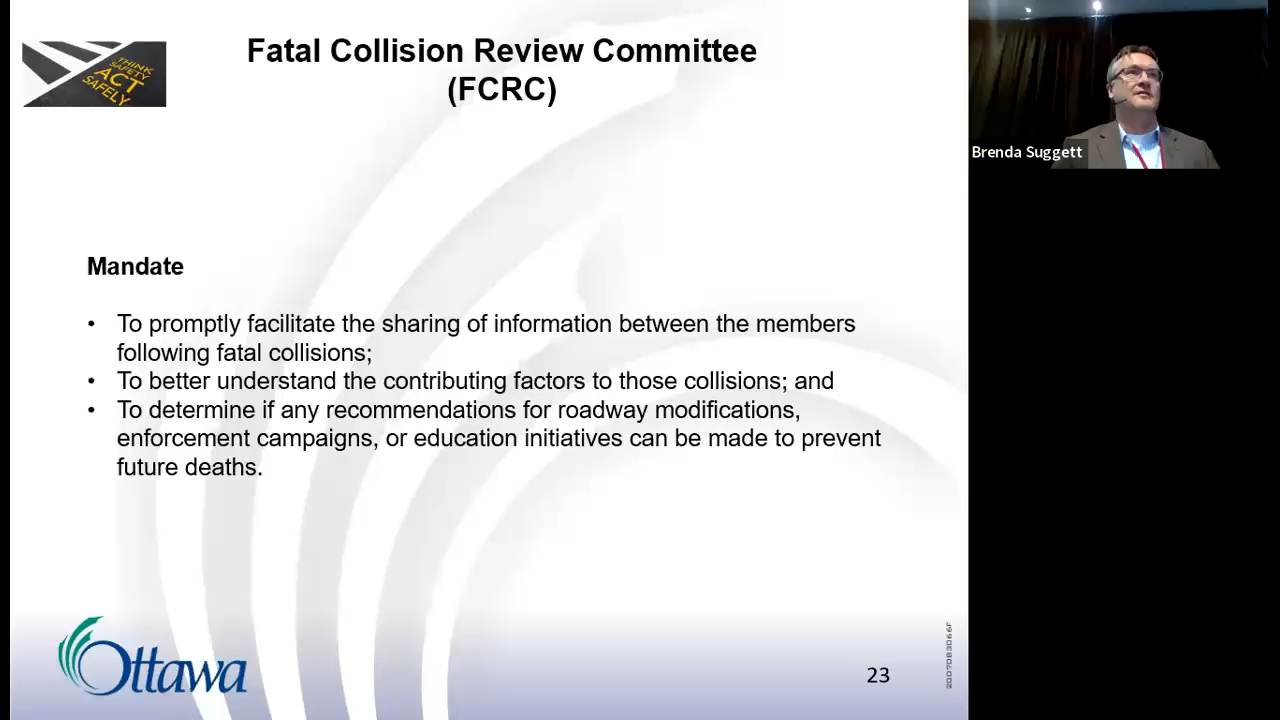 THINK
SAFETY
ACT
SAFELY
Fatal Collision Review Committee
(FCRC)
Brenda Suggett
Mandate
• To promptly facilitate the sharing of information between the members
following fatal collisions;
• To better understand the contributing factors to those collisions; and
• To determine if any recommendations for roadway modifications,
enforcement campaigns, or education initiatives can be made to prevent
future deaths.
Ottawa
23
2007083066F